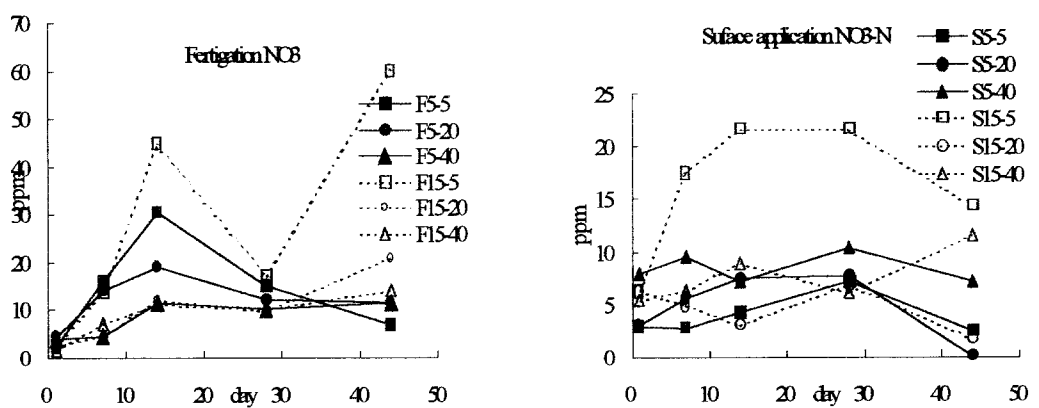 Fertigation NO3
ppm
70
60
50
40
30
20
10
0
0 10 20 30 40 50
day
F5-5
F5-20
F5-40
F15-5
F15-20
F15-40
Suface application NO3-N
ppm
25
20
15
10
5
0
0 10 20 30 40 50
day
S5-5
S5-20
S5-40
S15-5
S15-20
S15-40